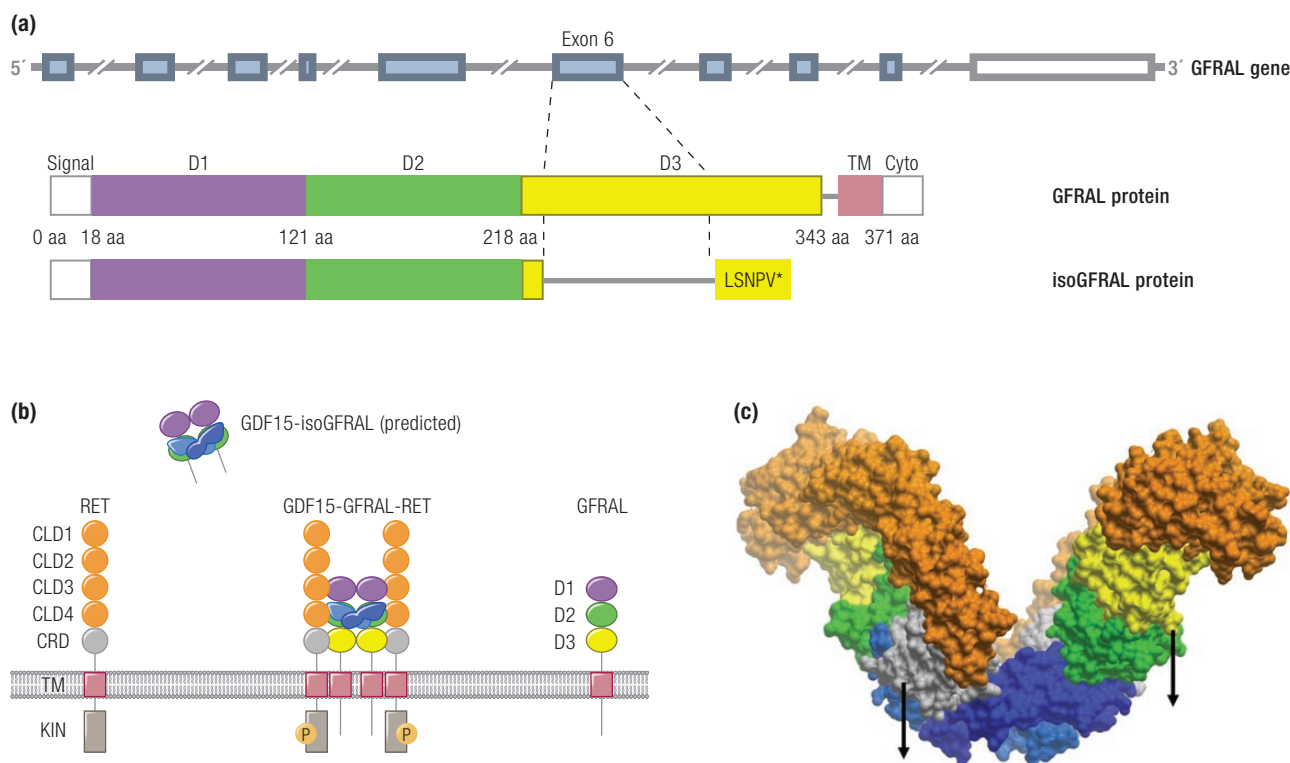 (a)
Exon 6
5´ 3´ GFRAL gene
Signal D1 D2 D3 TM Cyto
GFRAL protein
0 aa 18 aa 121 aa 218 aa 343 aa 371 aa
LSNPV* isoGFRAL protein
(b)
GDF15-isoGFRAL (predicted)
RET GDF15-GFRAL-RET GFRAL
CLD1
CLD2
CLD3 D1
CLD4 D2
CRD D3
TM
KIN P P
(c)